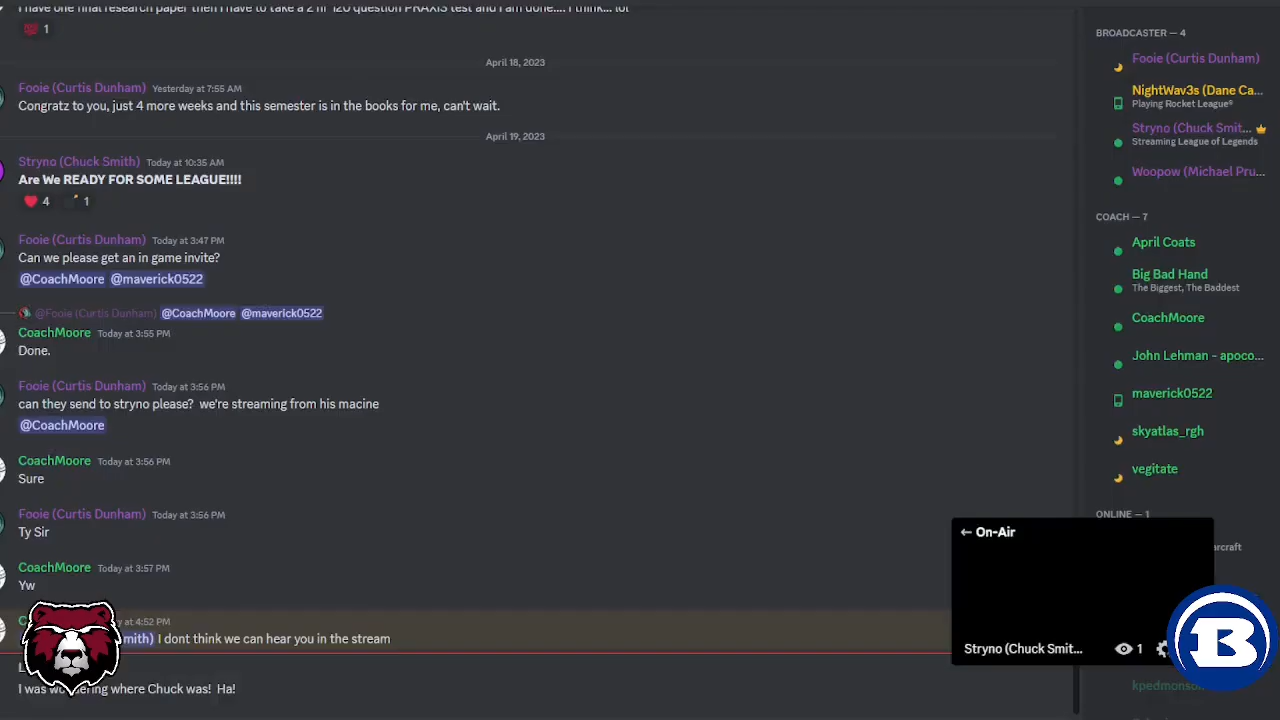 I have one final research paper then I have to take a 2 hr 120 question PRAXIS test and I am done.... I think... lol
1
April 18, 2023
Fooie (Curtis Dunham) Yesterday at 7:55 AM
Congratz to you, just 4 more weeks and this semester is in the books for me, can't wait.
April 19, 2023
Stryno (Chuck Smith) Today at 10:35 AM
Are We READY FOR SOME LEAGUE!!!!
4 1
Fooie (Curtis Dunham) Today at 3:47 PM
Can we please get an in game invite?
@CoachMoore @maverick0522
@Fooie (Curtis Dunham) @CoachMoore @maverick0522
CoachMoore Today at 3:55 PM
Done.
Fooie (Curtis Dunham) Today at 3:56 PM
can they send to stryno please? we're streaming from his macine
@CoachMoore
CoachMoore Today at 3:56 PM
Sure
Fooie (Curtis Dunham) Today at 3:56 PM
Ty Sir
CoachMoore Today at 3:57 PM
Yw
at 4:52 PM
mith) I dont think we can hear you in the stream
I was where Chuck was! Ha!
BROADCASTER — 4
Fooie (Curtis Dunham)
NightWav3s (Dane Ca...
Playing Rocket League®
Stryno (Chuck Smit...
Streaming League of Legends
Woopow (Michael Pru...
COACH — 7
April Coats
Big Bad Hand
The Biggest, The Baddest
CoachMoore
John Lehman - apoco...
maverick0522
skyatlas_rgh
vegitate
ONLINE — 1
arcraft
← On-Air
Stryno (Chuck Smit... 1
B
kpedmonso